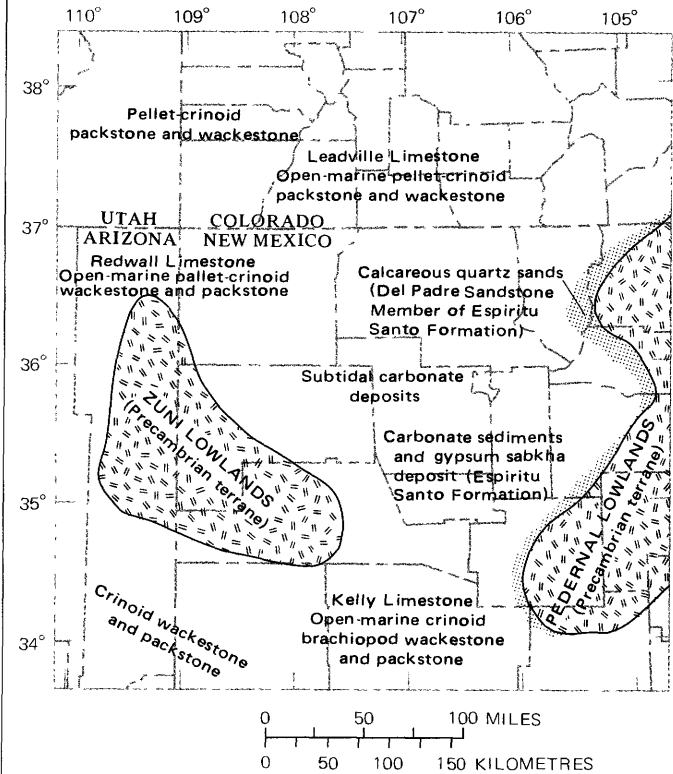 110°
109°
108°
107°
106°
105°
38°
Pellet-crinoid
packstone and wackestone
Leadville Limestone
Open-marine pellet-crinoid
packstone and wackestone
37°
UTAH
COLORADO
ARIZONA
NEW MEXICO
Redwall Limestone
Open-marine pallet-crinoid
wackestone and packstone
Calcareous quartz sands
(Del Padre Sandstone
Member of Espiritu
Santo Formation)
36°
Subtidal carbonate
deposits
ZUNI LOWLANDS
(Precambrian terrane)
Carbonate sediments
and gypsum sabkha
deposit (Espiritu
Santo Formation)
PEDERNAL LOWLANDS
(Precambrian terrane)
35°
Crinoid wackestone
and packstone
Kelly Limestone
Open-marine crinoid
brachiopod wackestone
and packstone
34°
0 50 100 MILES
0 50 100 150 KILOMETRES